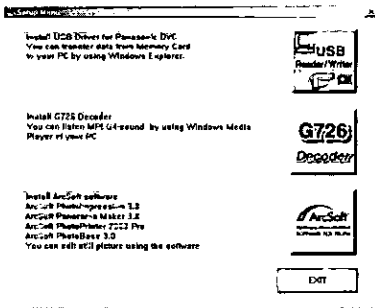 Setup Menu
Install USB Driver for Panasonic DVC
You can transfer data from Memory Card
to your PC by using Windows Explorer.
USB
Reader/Writer
Install G726 Decoder
You can listen MPEG4-sound by using Windows Media
Player of your PC
G726
Decoder
Install ArcSoft software
ArcSoft PhotoImpression 3.0
ArcSoft Panorama Maker 3.0
ArcSoft PhotoPrinter Pro
ArcSoft PhotoBase 3.0
You can edit still picture using the software
ArcSoft
EXIT